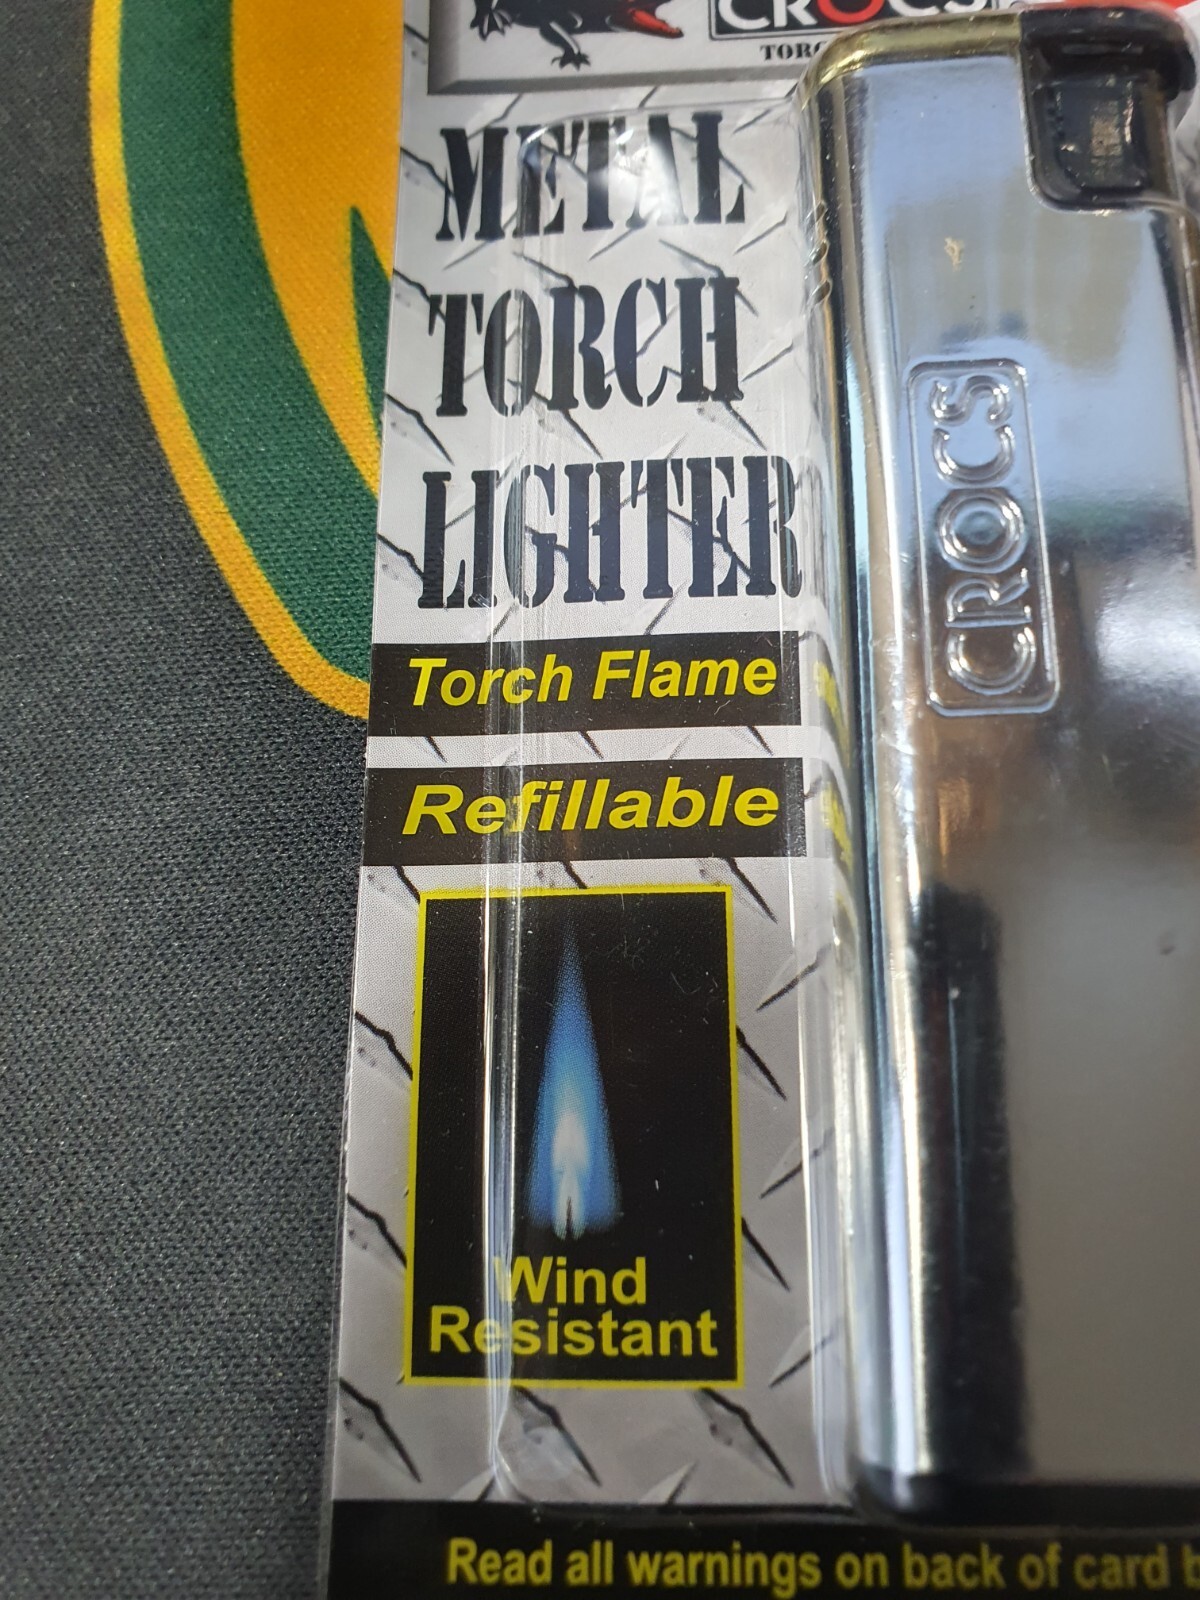 CROCS
METAL
TORCH
LIGHTER
CROCS
Torch Flame
Refillable
Wind
Resistant
Read all warnings on back of card